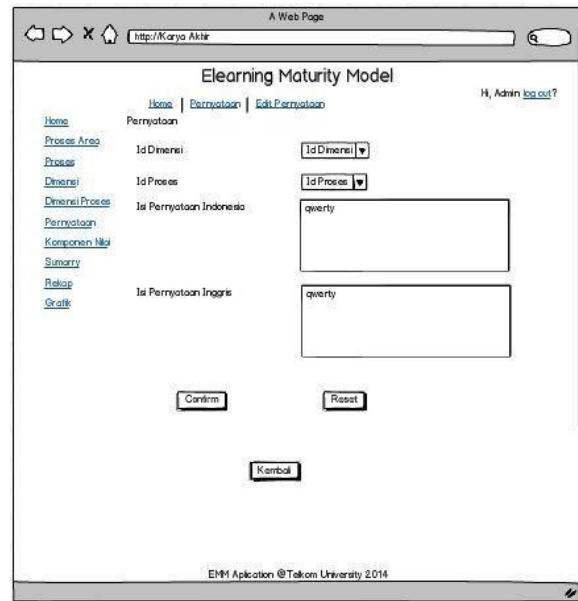 A Web Page
http://Karya Akhir
Elearning Maturity Model
Hi, Admin log out?
Home | Pernyataan | Edit Pernyataan
Home
Proses Area
Proses
Dimensi
Dimensi Proses
Pernyataan
Komponen Nilai
Sumarry
Rekap
Grafik
Pernyataan
Id Dimensi
Id Dimensi
Id Proses
Id Proses
Isi Pernyataan Indonesia
qwerty
Isi Pernyataan Inggris
qwerty
Confirm
Reset
Kembali
EMM Aplication @Telkom University 2014